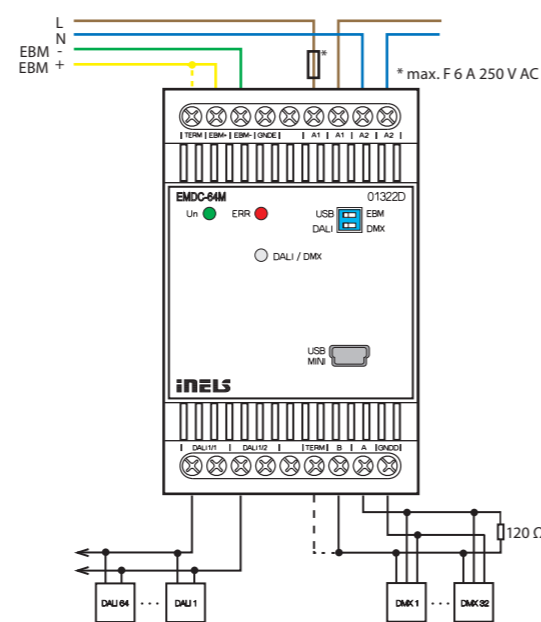 L
N
EBM -
EBM +
*
* max. F 6 A 250 V AC
TERM EBM+ EBM- GNDE A1 A1 A2 A2
EMDC-64M 01322D
Un ERR USB EBM
DALI DMX
DALI / DMX
USB
MINI
iNELS
DALI1/1 DALI1/2 TERM B A GNDD
120 Ω
DALI 64 ··· DALI 1 DMX 1 ··· DMX 32